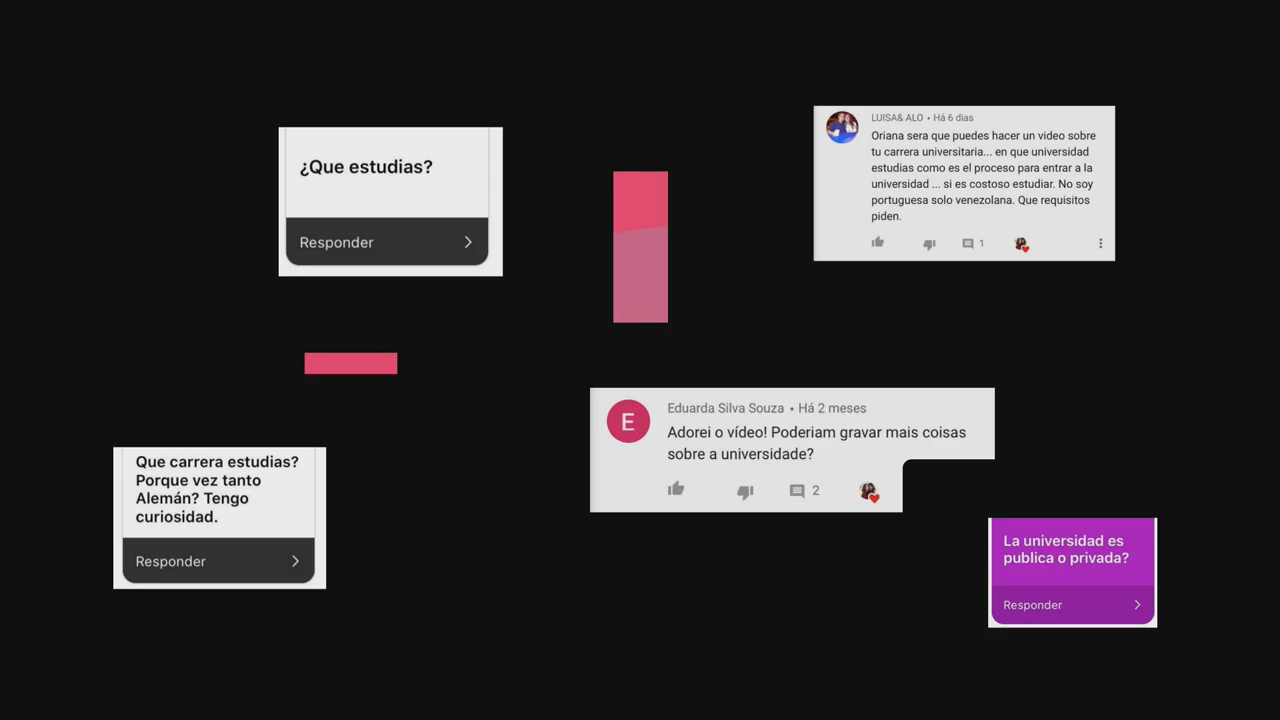 ¿Que estudias?
Responder
LUISA& ALO • Há 6 dias
Oriana sera que puedes hacer un video sobre
tu carrera universitaria... en que universidad
estudias como es el proceso para entrar a la
universidad ... si es costoso estudiar. No soy
portuguesa solo venezolana. Que requisitos
piden.
1
Eduarda Silva Souza • Há 2 meses
Adorei o vídeo! Poderiam gravar mais coisas
sobre a universidade?
2
E
Que carrera estudias?
Porque vez tanto
Alemán? Tengo
curiosidad.
Responder
La universidad es
publica o privada?
Responder